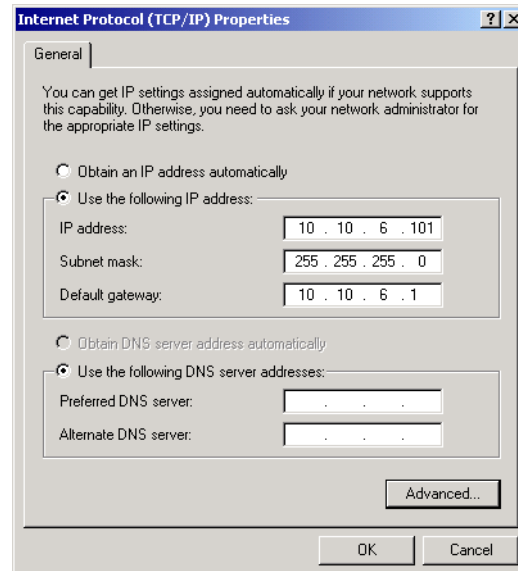 Internet Protocol (TCP/IP) Properties
General
You can get IP settings assigned automatically if your network supports
this capability. Otherwise, you need to ask your network administrator for
the appropriate IP settings.
Obtain an IP address automatically
Use the following IP address:
IP address: 10 . 10 . 6 . 101
Subnet mask: 255 . 255 . 255 . 0
Default gateway: 10 . 10 . 6 . 1
Obtain DNS server address automatically
Use the following DNS server addresses:
Preferred DNS server: . . .
Alternate DNS server: . . .
Advanced...
OK Cancel